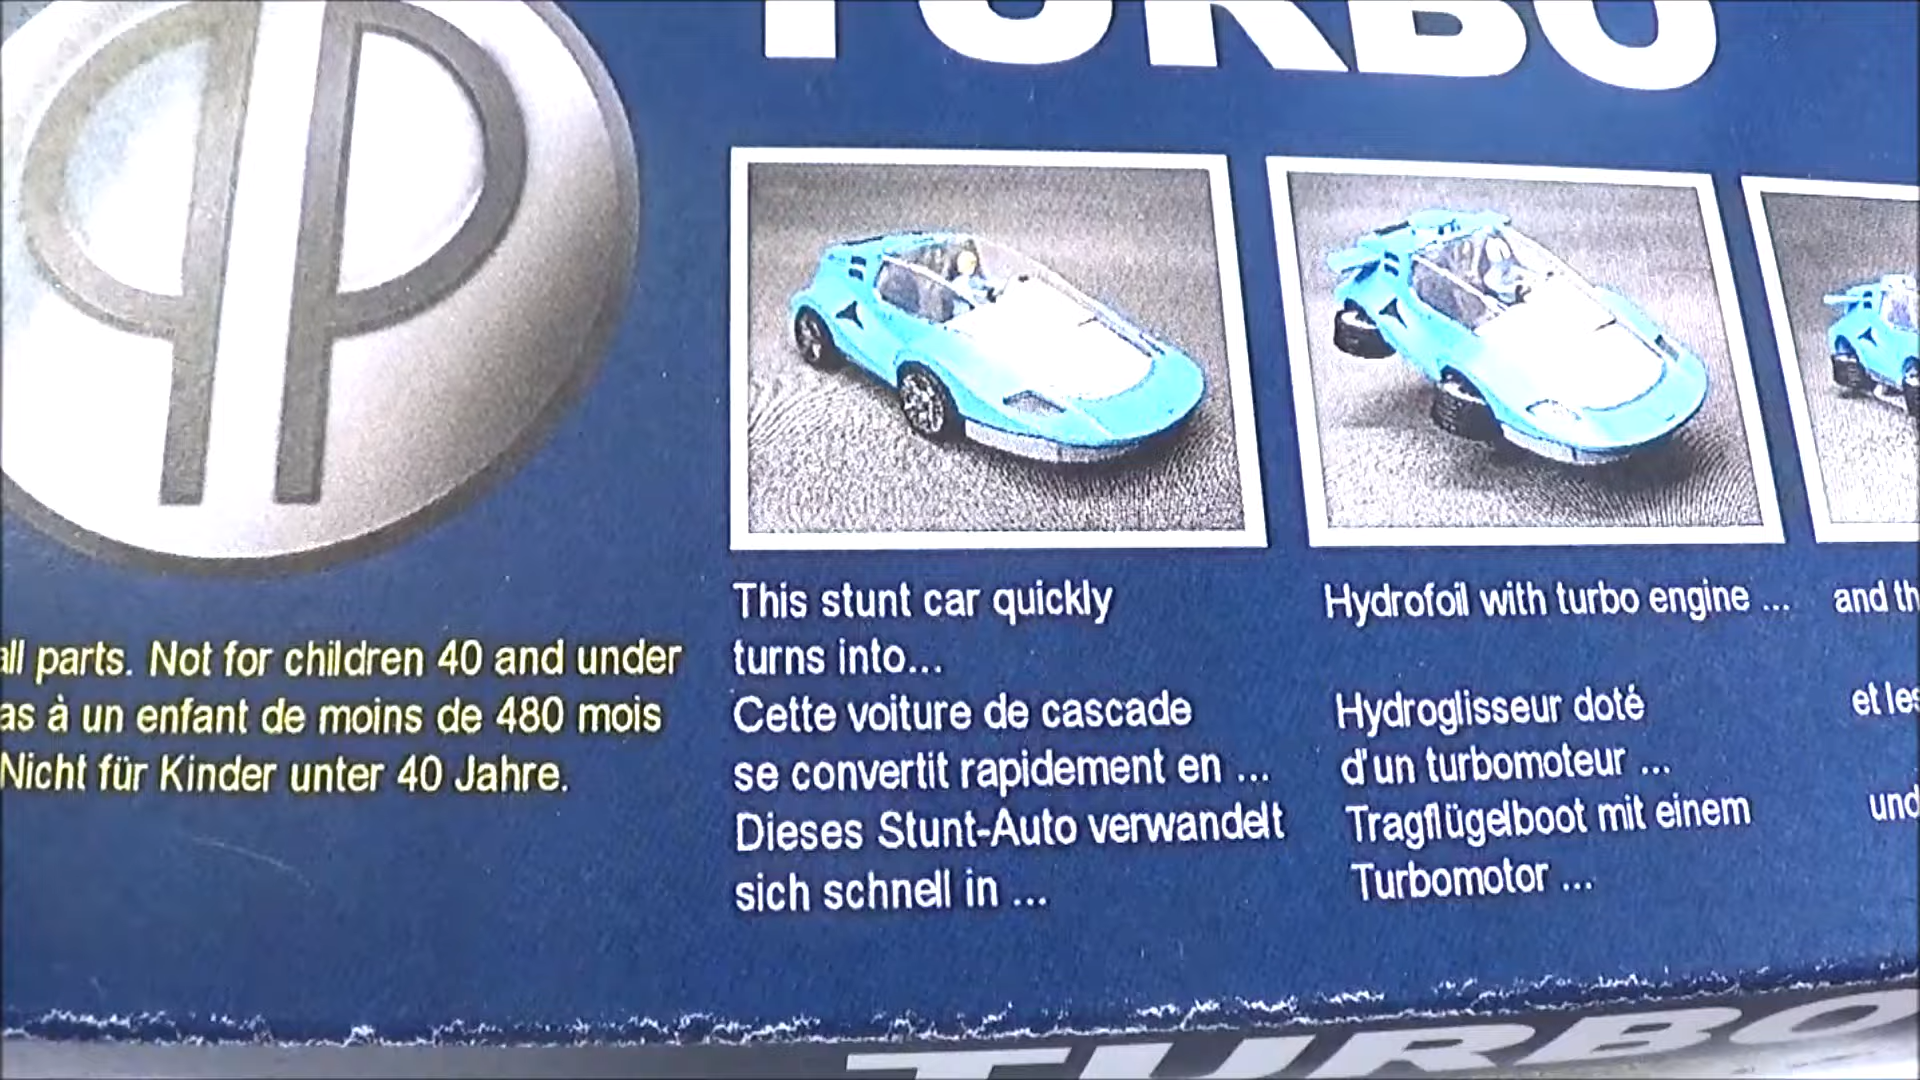 TURBO
all parts. Not for children 40 and under
as à un enfant de moins de 480 mois
Nicht für Kinder unter 40 Jahre.
This stunt car quickly
turns into...
Cette voiture de cascade
se convertit rapidement en ...
Dieses Stunt-Auto verwandelt
sich schnell in ...
Hydrofoil with turbo engine ...
Hydroglisseur doté
d'un turbomoteur ...
Tragflügelboot mit einem
Turbomotor ...
and
et
und
TURBO